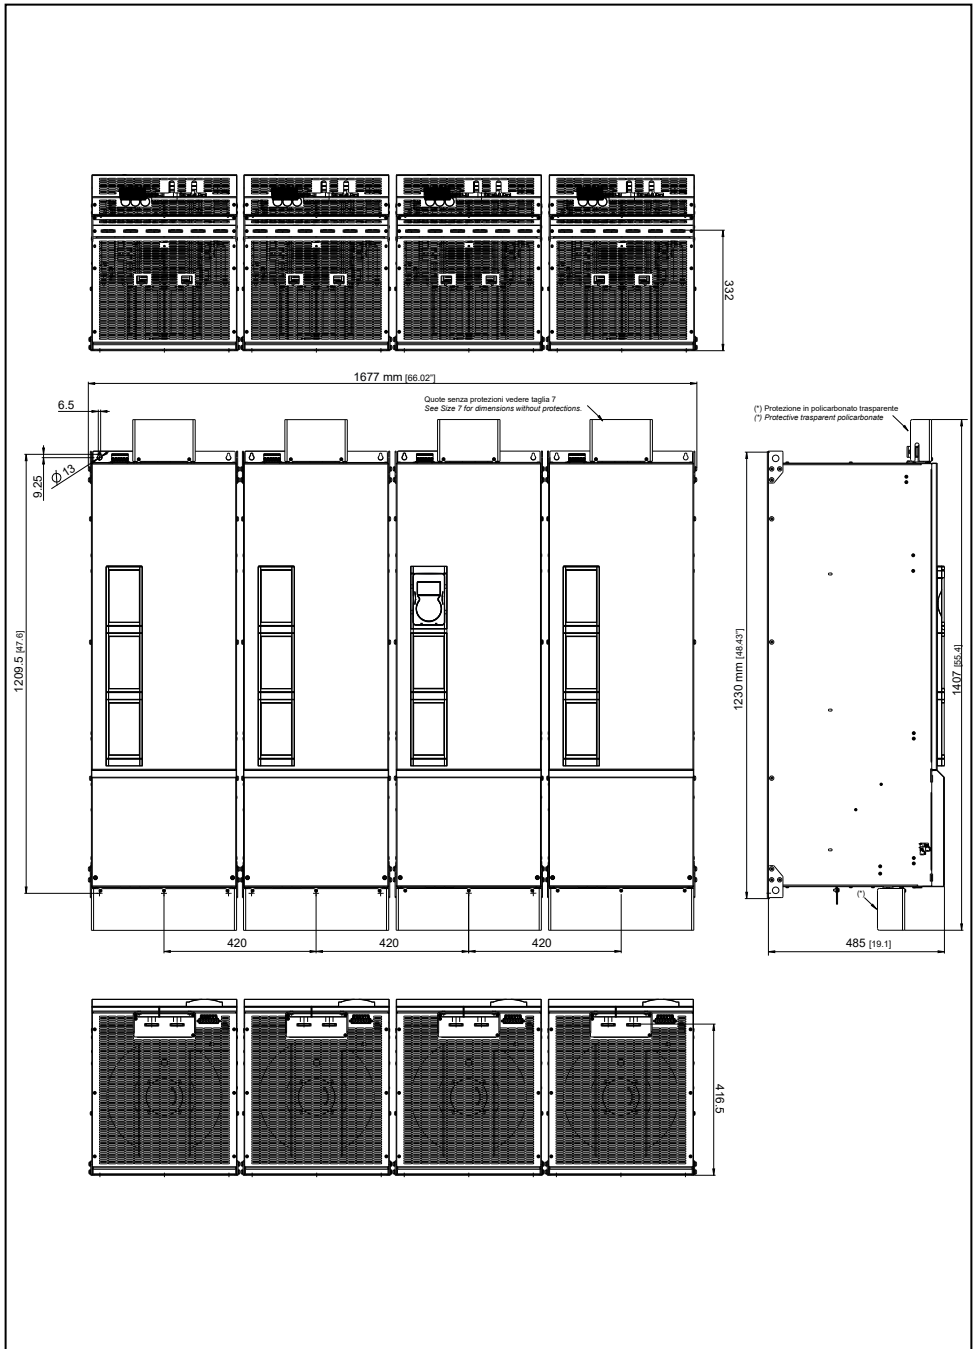 332
1677 mm [66.02"]
6.5
Quote senza protezioni vedere taglia 7
See Size 7 for dimensions without protections.
(*) Protezione in policarbonato trasparente
(*) Protective trasparent policarbonate
Ø 13
9.25
1209.5 [47.6]
1230 mm [48.43"]
1407 [55.4]
(*)
420
420
420
485 [19.1]
416.5